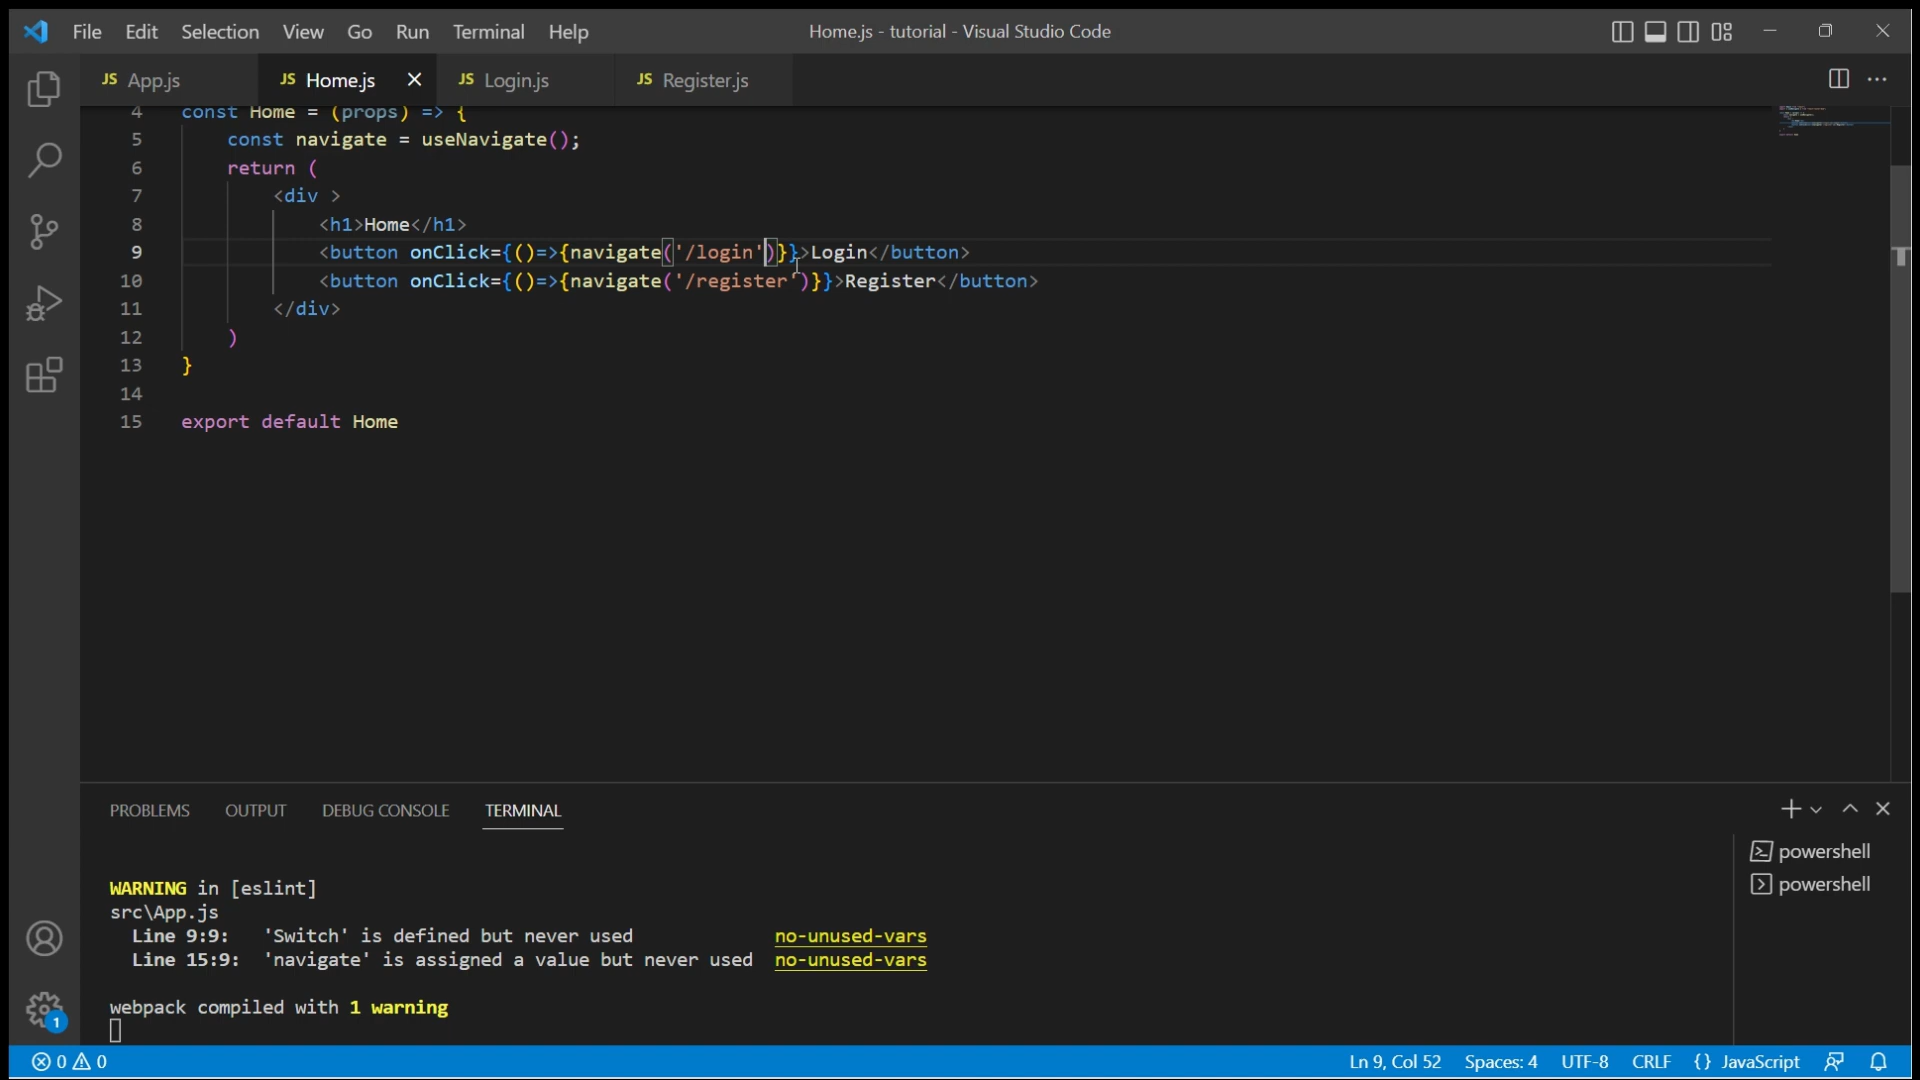 File Edit Selection View Go Run Terminal Help
Home.js - tutorial - Visual Studio Code
JS App.js
JS Home.js
JS Login.js
JS Register.js
4 const Home = (props) => {
5 const navigate = useNavigate();
6 return (
7 <div >
8 <h1>Home</h1>
9 <button onClick={()=>{navigate('/login')}}>Login</button>
10 <button onClick={()=>{navigate('/register')}}>Register</button>
11 </div>
12 )
13 }
14
15 export default Home
PROBLEMS OUTPUT DEBUG CONSOLE TERMINAL
powershell
powershell
WARNING in [eslint]
src\App.js
Line 9:9: 'Switch' is defined but never used no-unused-vars
Line 15:9: 'navigate' is assigned a value but never used no-unused-vars
webpack compiled with 1 warning
1
0 0 Ln 9, Col 52 Spaces: 4 UTF-8 CRLF {} JavaScript